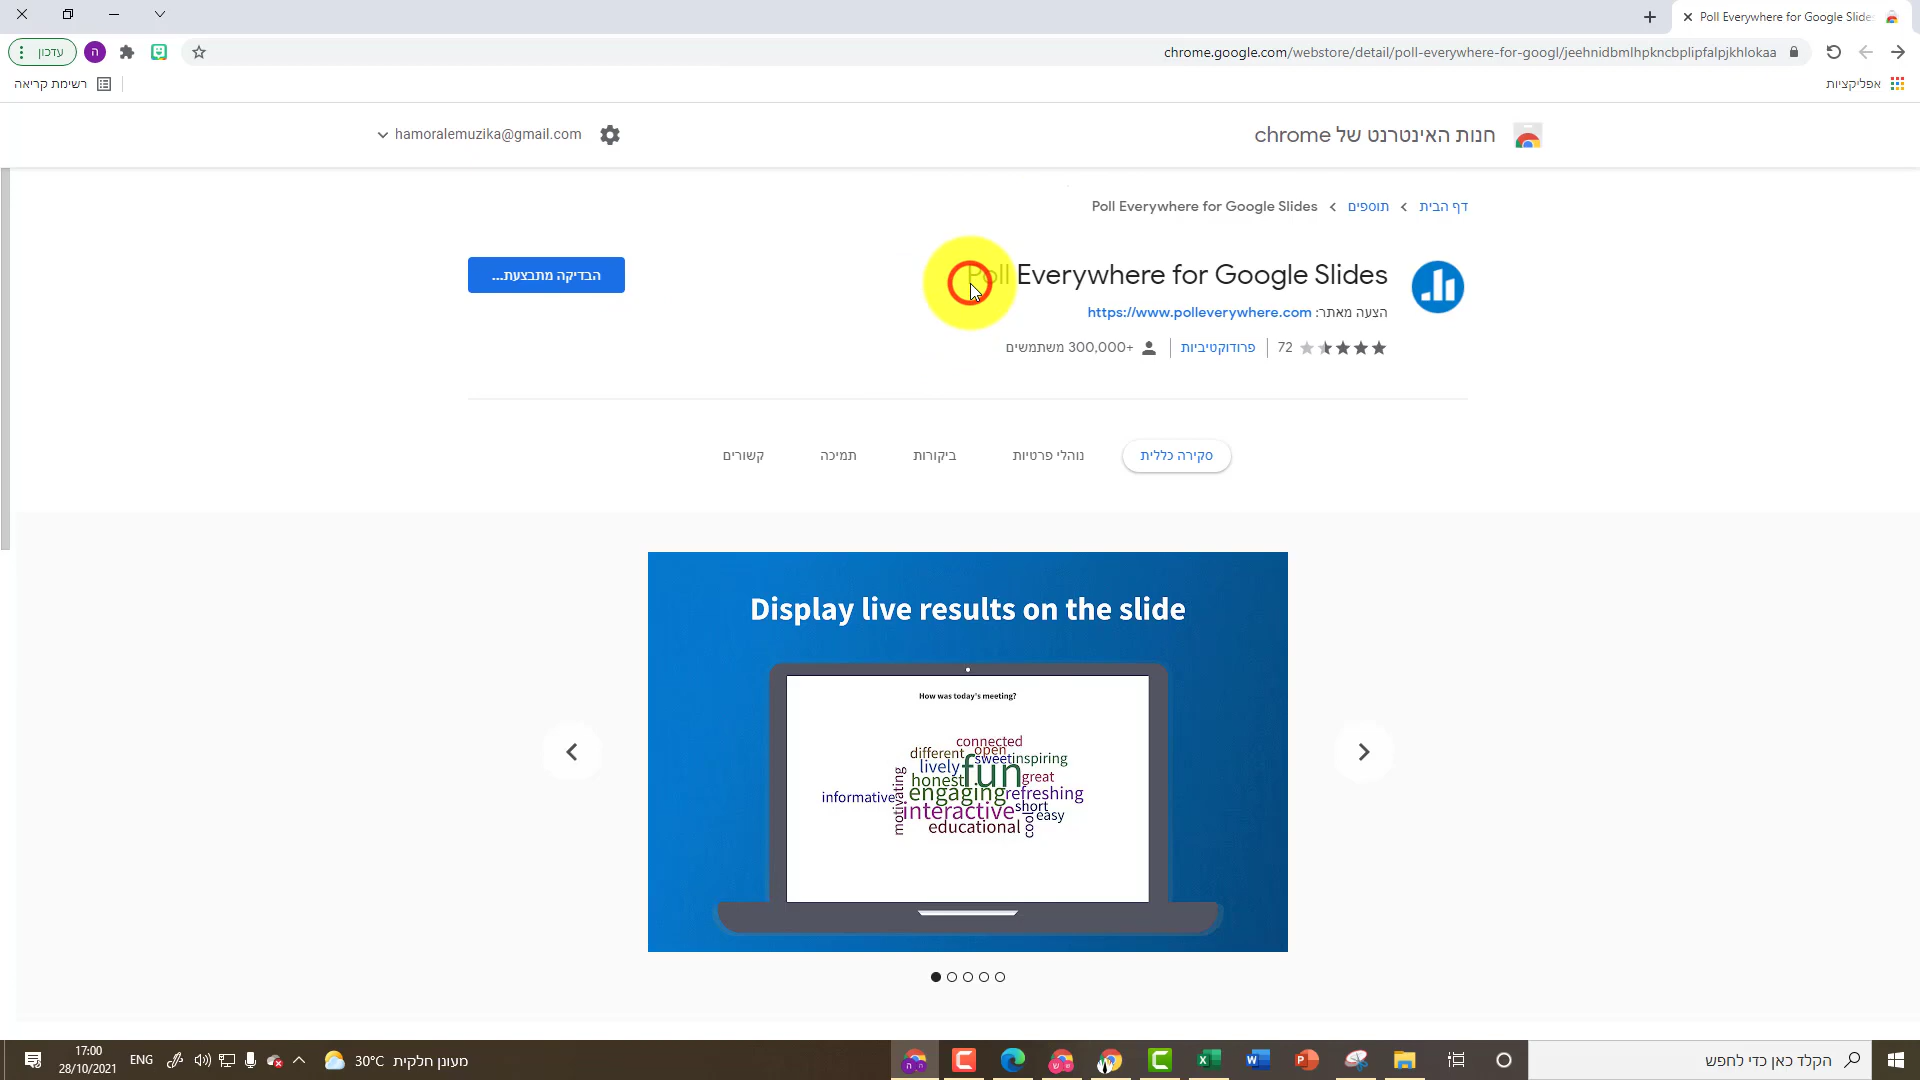 Poll Everywhere for Google Slide
עדכון
ה
chrome.google.com/webstore/detail/poll-everywhere-for-googl/jeehnidbmlhpkncbplipfalpjkhlokaa
רשימת קריאה
אפליקציות
חנות האינטרנט של chrome
hamoralemuzika@gmail.com
דף הבית
תוספים
Poll Everywhere for Google Slides
Poll Everywhere for Google Slides
הבדיקה מתבצעת...
הצעה מאתר: https://www.polleverywhere.com
72
פרודוקטיביות
300,000+ משתמשים
סקירה כללית
נוהלי פרטיות
ביקורות
תמיכה
קשורים
Display live results on the slide
How was today's meeting?
connected
different
open
sweet
inspiring
lively
fun
honest
great
motivating
engaging
refreshing
informative
interactive
short
easy
cool
educational
הקלד כאן כדי לחפש
30°C מעונן חלקית
ENG
17:00
28/10/2021